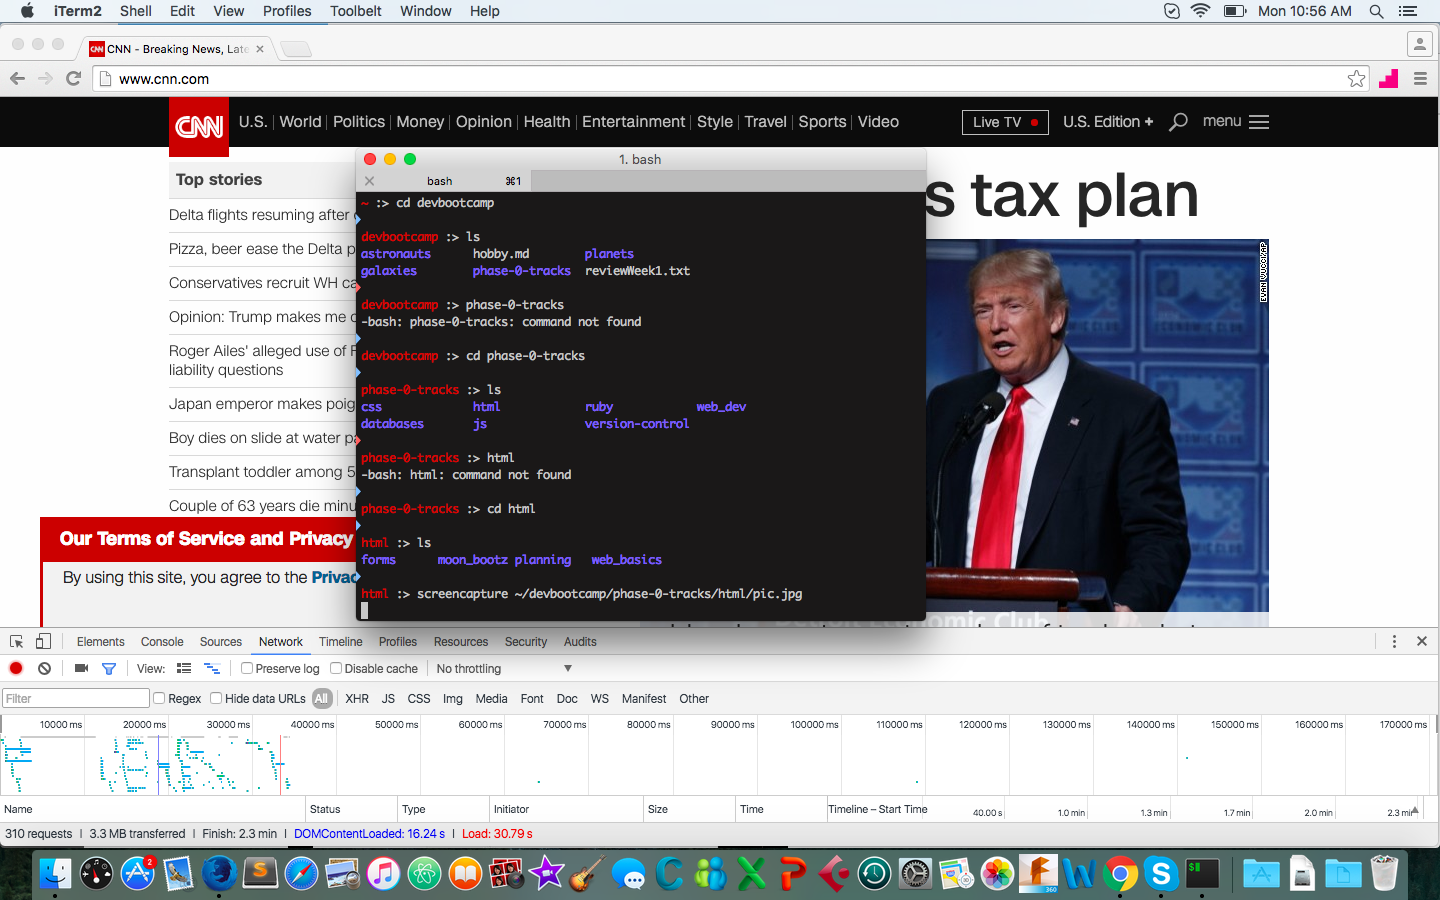 iTerm2 Shell Edit View Profiles Toolbelt Window Help Mon 10:56 AM
CNN CNN - Breaking News, Late
www.cnn.com
CNN U.S. World Politics Money Opinion Health Entertainment Style Travel Sports Video Live TV U.S. Edition + menu
1. bash
bash ⌘1
Top stories
Delta flights resuming after
Pizza, beer ease the Delta p
Conservatives recruit WH ca
Opinion: Trump makes me
Roger Ailes' alleged use of F
liability questions
Japan emperor makes poig
Boy dies on slide at water pa
Transplant toddler among 5
Couple of 63 years die minu
Our Terms of Service and Privacy
By using this site, you agree to the Privac
s tax plan
EVAN VUCCI/AP
Economic Club
~ :> cd devbootcamp
devbootcamp :> ls
astronauts hobby.md planets
galaxies phase-0-tracks reviewWeek1.txt
devbootcamp :> phase-0-tracks
-bash: phase-0-tracks: command not found
devbootcamp :> cd phase-0-tracks
phase-0-tracks :> ls
css html ruby web_dev
databases js version-control
phase-0-tracks :> html
-bash: html: command not found
phase-0-tracks :> cd html
html :> ls
forms moon_bootz planning web_basics
html :> screencapture ~/devbootcamp/phase-0-tracks/html/pic.jpg
Elements Console Sources Network Timeline Profiles Resources Security Audits
View: Preserve log Disable cache No throttling
Filter Regex Hide data URLs All XHR JS CSS Img Media Font Doc WS Manifest Other
10000 ms 20000 ms 30000 ms 40000 ms 50000 ms 60000 ms 70000 ms 80000 ms 90000 ms 100000 ms 110000 ms 120000 ms 130000 ms 140000 ms 150000 ms 160000 ms 170000 ms
Name Status Type Initiator Size Time Timeline – Start Time 40.00 s 1.0 min 1.3 min 1.7 min 2.0 min 2.3 min
310 requests | 3.3 MB transferred | Finish: 2.3 min | DOMContentLoaded: 16.24 s | Load: 30.79 s
2
360